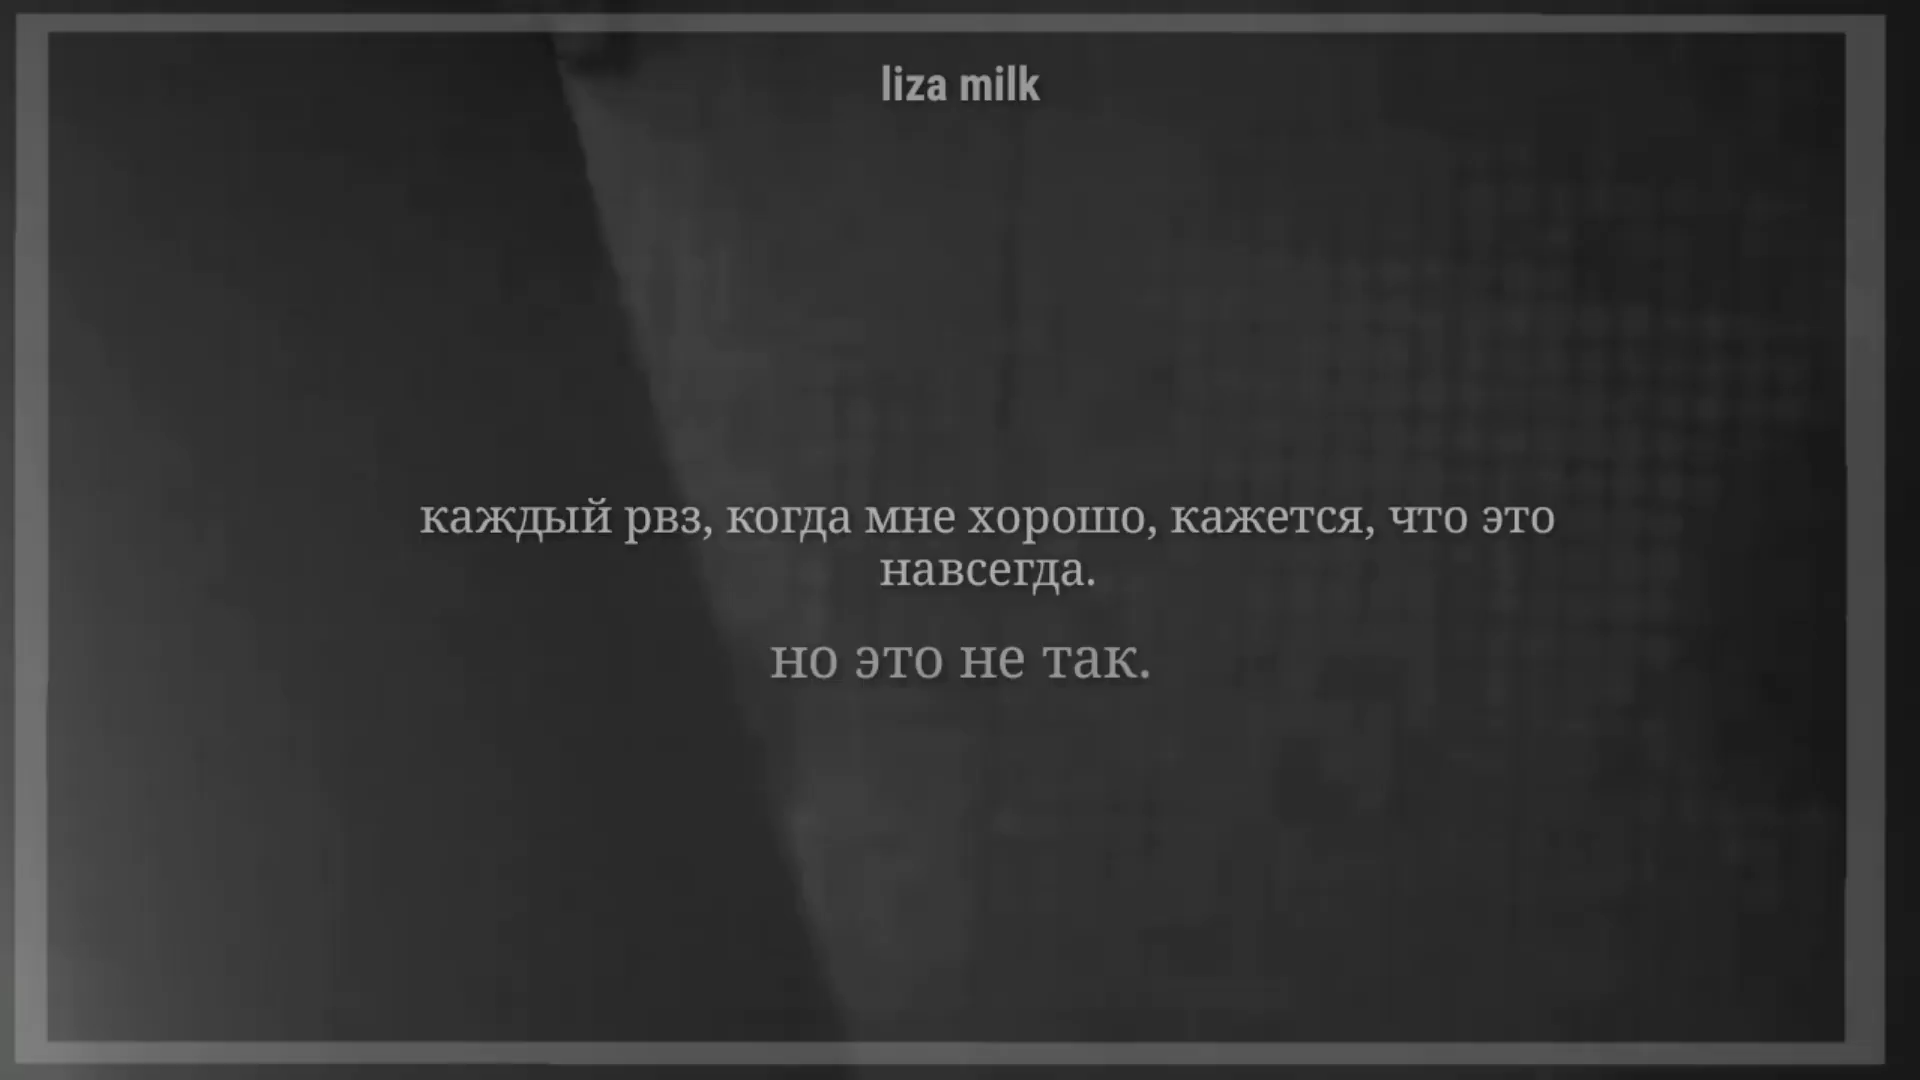 liza milk
каждый рвз, когда мне хорошо, кажется, что это
навсегда.
но это не так.